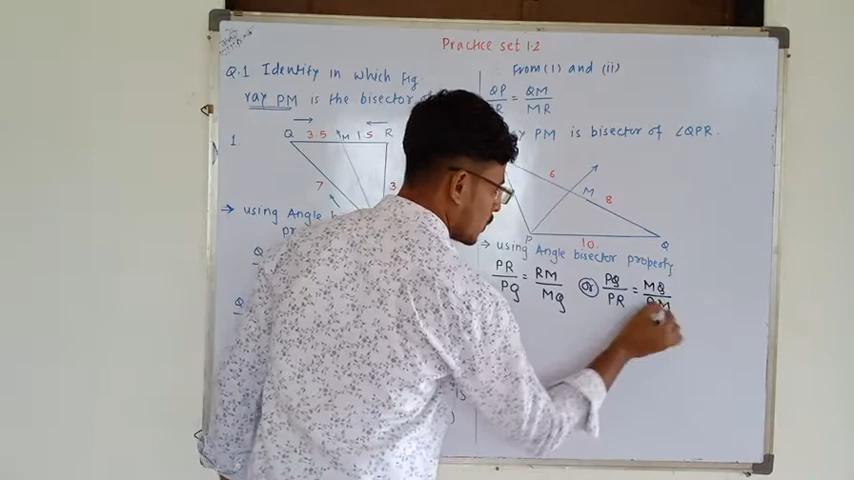 Practice set 1.2
Q.1 Identify in which Fig.
ray PM is the bisector
1.
Q 3.5 M 1.5 R
7
3
→ using Angle
from (1) and (ii)
QP = QM
MR
PM is bisector of ∠QPR.
6
M
8
P
10
Q
→ using Angle bisector property
PR = RM or PQ = MQ
PQ MQ PR RM